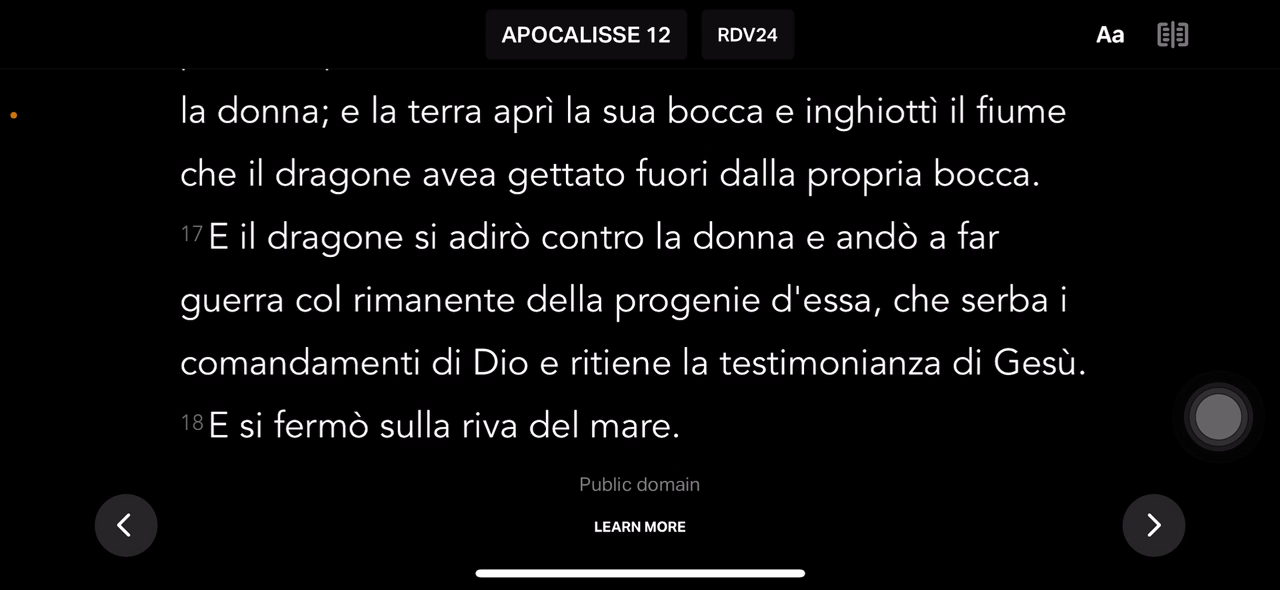 APOCALISSE 12 RDV24 Aa
la donna; e la terra aprì la sua bocca e inghiottì il fiume
che il dragone avea gettato fuori dalla propria bocca.
17 E il dragone si adirò contro la donna e andò a far
guerra col rimanente della progenie d'essa, che serba i
comandamenti di Dio e ritiene la testimonianza di Gesù.
18 E si fermò sulla riva del mare.
Public domain
LEARN MORE